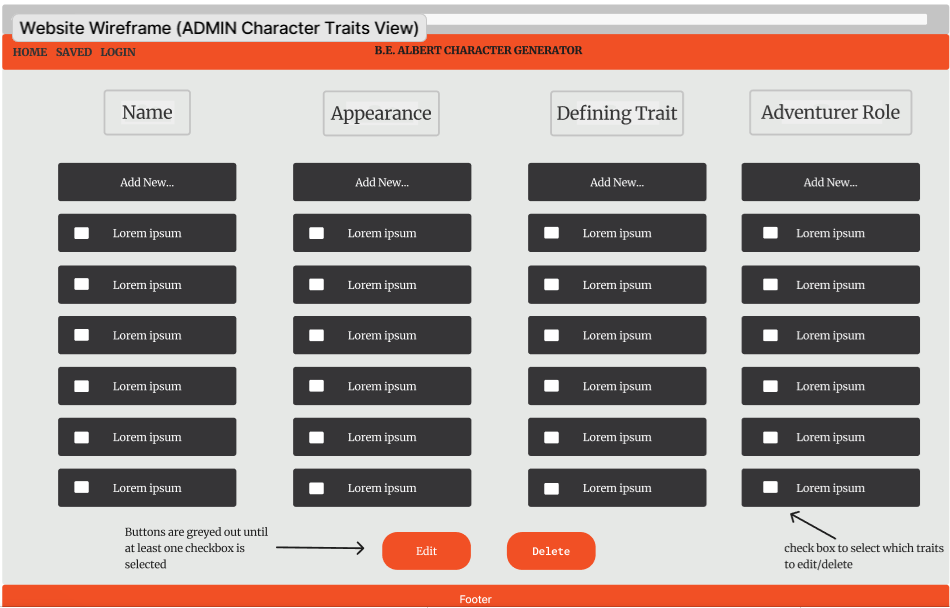 Website Wireframe (ADMIN Character Traits View)
HOME SAVED LOGIN B.E. ALBERT CHARACTER GENERATOR
Name Appearance Defining Trait Adventurer Role
Add New... Add New... Add New... Add New...
Lorem ipsum Lorem ipsum Lorem ipsum Lorem ipsum
Lorem ipsum Lorem ipsum Lorem ipsum Lorem ipsum
Lorem ipsum Lorem ipsum Lorem ipsum Lorem ipsum
Lorem ipsum Lorem ipsum Lorem ipsum Lorem ipsum
Lorem ipsum Lorem ipsum Lorem ipsum Lorem ipsum
Lorem ipsum Lorem ipsum Lorem ipsum Lorem ipsum
Buttons are greyed out until
at least one checkbox is
selected
Edit Delete
check box to select which traits
to edit/delete
Footer